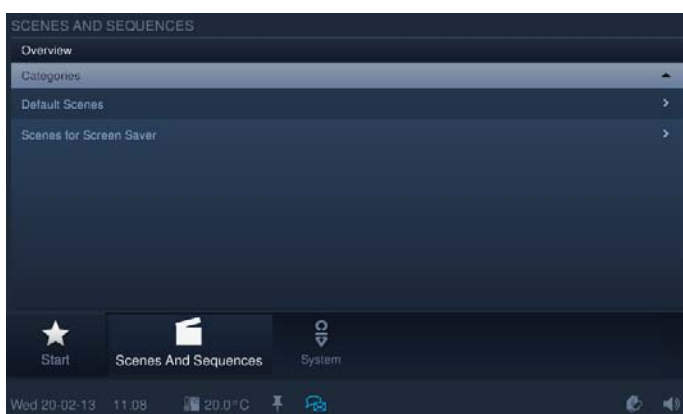 SCENES AND SEQUENCES
Overview
Categories
Default Scenes
Scenes for Screen Saver
Start Scenes And Sequences System
Wed 20-02-13 11:08 20.0°C